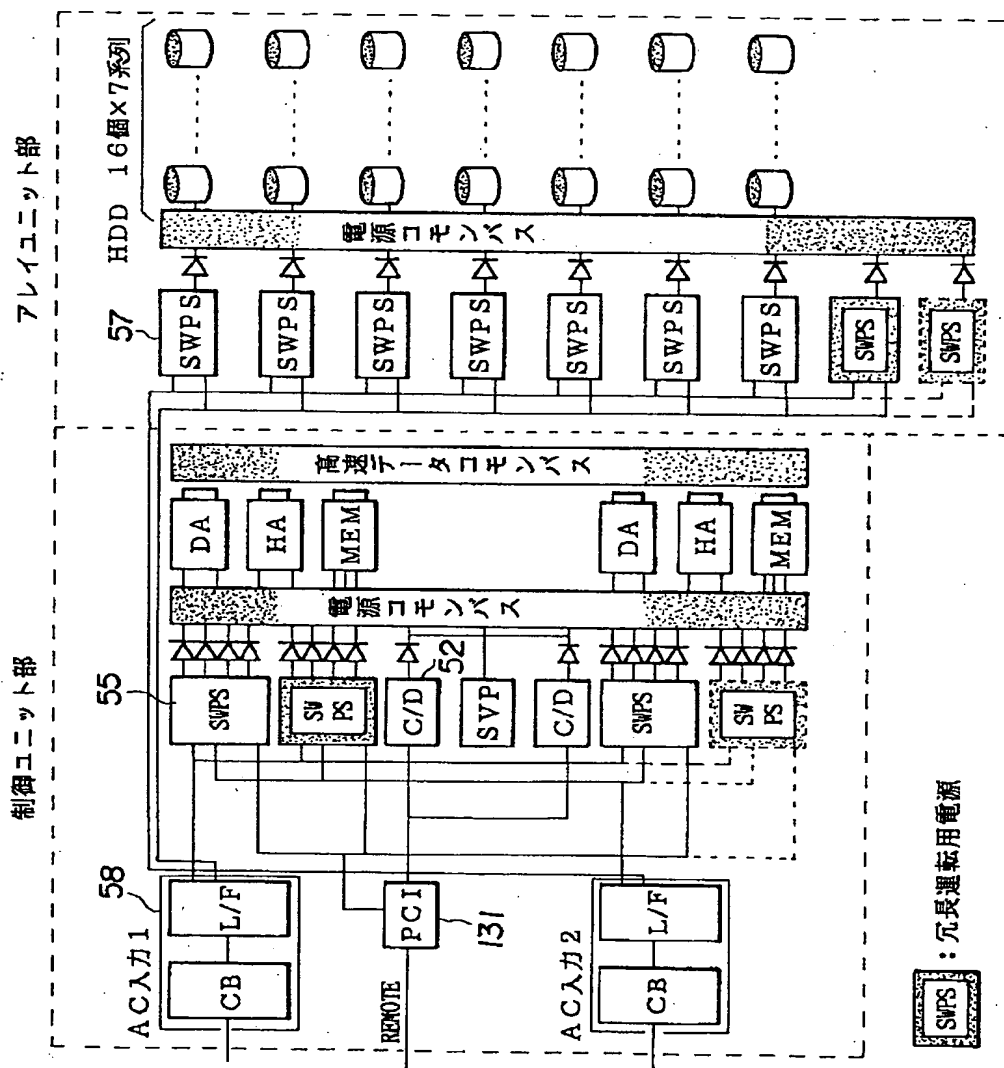 制御ユニット部
アレイユニット部
HDD 16個×7系列
58
AC入力1
CB
L/F
REMOTE
PCI
131
AC入力2
CB
L/F
55
SWPS
SW
PS
C/D
52
SVP
C/D
SWPS
SW
PS
電源コモンバス
DA
HA
MEM
DA
HA
MEM
高速データコモンバス
57
SWPS
SWPS
SWPS
SWPS
SWPS
SWPS
SWPS
SWPS
SWPS
電源コモンバス
SWPS
:冗長運転用電源